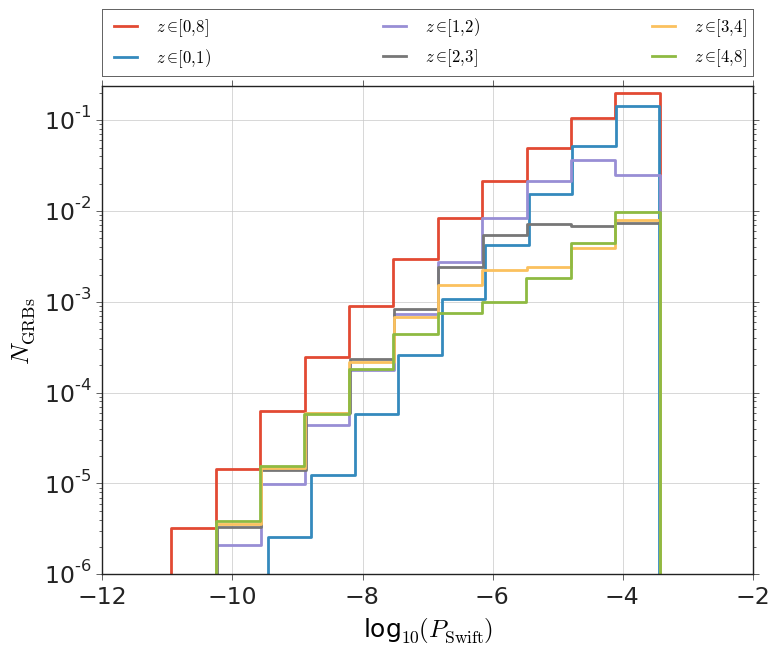 z∈[0,8] z∈[1,2) z∈[3,4]
z∈[0,1) z∈[2,3] z∈[4,8]
10^-1
10^-2
10^-3
10^-4
10^-5
10^-6
N_GRBs
−12 −10 −8 −6 −4 −2
log_10(P_Swift)